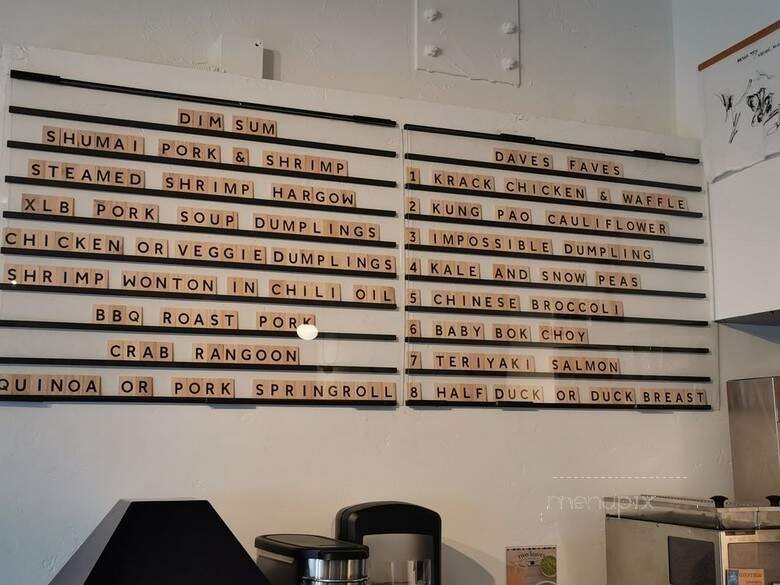 DIM SUM
SHUMAI PORK & SHRIMP
STEAMED SHRIMP HARGOW
XLB PORK SOUP DUMPLINGS
CHICKEN OR VEGGIE DUMPLINGS
SHRIMP WONTON IN CHILI OIL
BBQ ROAST PORK
CRAB RANGOON
QUINOA OR PORK SPRINGROLL
DAVES FAVES
1 KRACK CHICKEN & WAFFLE
2 KUNG PAO CAULIFLOWER
3 IMPOSSIBLE DUMPLING
4 KALE AND SNOW PEAS
5 CHINESE BROCCOLI
6 BABY BOK CHOY
7 TERIYAKI SALMON
8 HALF DUCK OR DUCK BREAST
menupix
two leaves